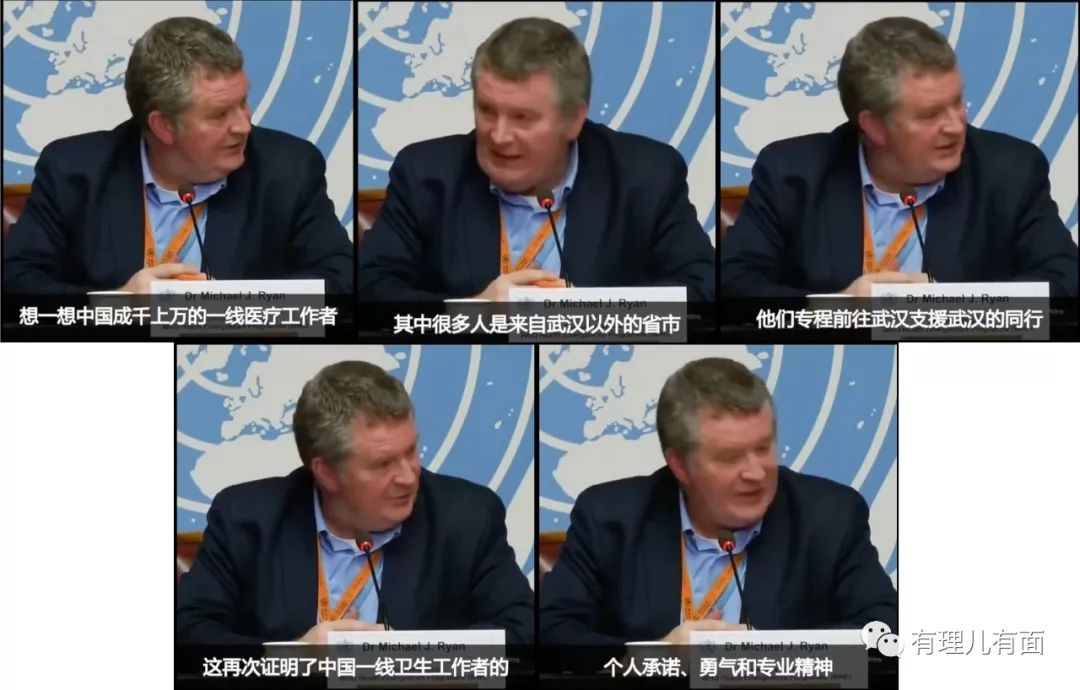 Dr Michael J. Ryan
想一想中国成千上万的一线医疗工作者
Dr Michael J. Ryan
其中很多人是来自武汉以外的省市
Dr Michael J. Ryan
他们专程前往武汉支援武汉的同行
Dr Michael J. Ryan
这再次证明了中国一线卫生工作者的
Dr Michael J. Ryan
个人承诺、勇气和专业精神
有理儿有面